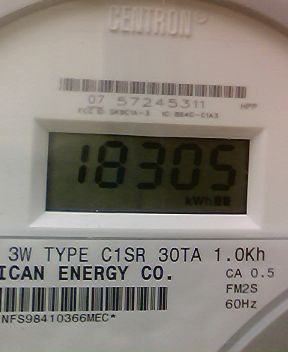 CENTRON®
07 57245311 HPP
18305
kWh
3W TYPE C1SR 30TA 1.0Kh
ICAN ENERGY CO. CA 0.5
FM2S
60Hz
NFS98410366MEC*